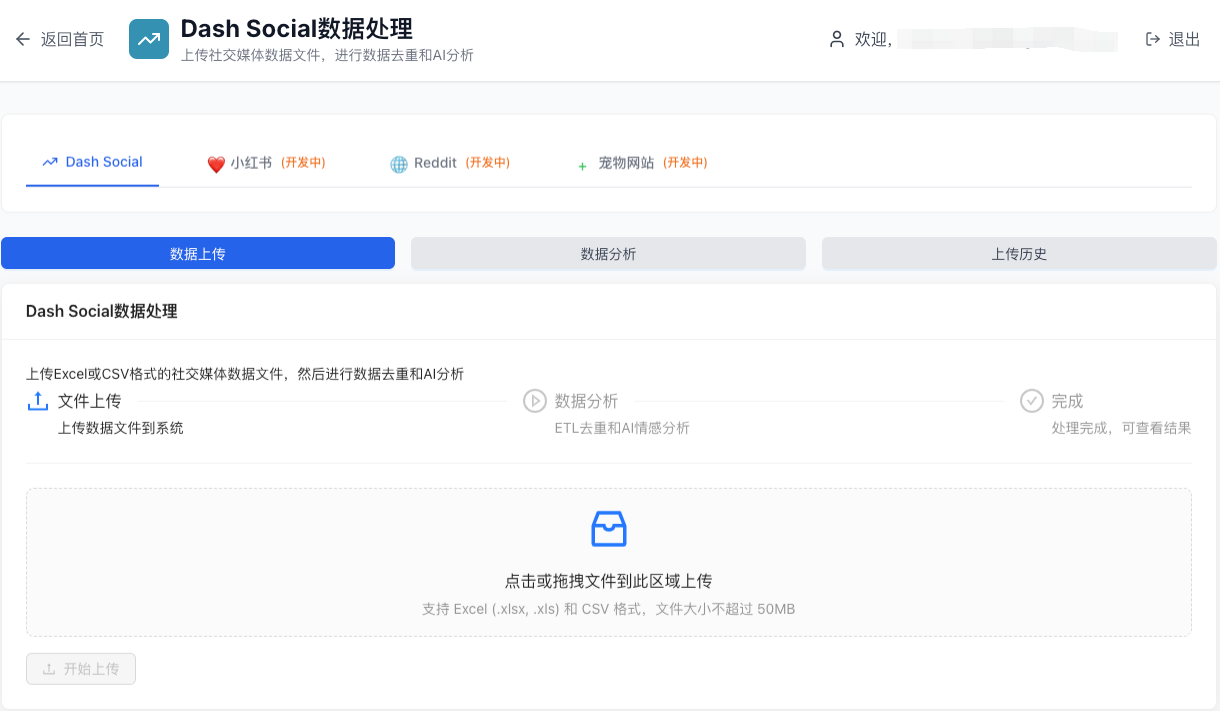 返回首页
Dash Social数据处理
上传社交媒体数据文件，进行数据去重和AI分析
欢迎,
退出
Dash Social
小红书 (开发中)
Reddit (开发中)
宠物网站 (开发中)
数据上传
数据分析
上传历史
Dash Social数据处理
上传Excel或CSV格式的社交媒体数据文件，然后进行数据去重和AI分析
文件上传
上传数据文件到系统
数据分析
ETL去重和AI情感分析
完成
处理完成，可查看结果
点击或拖拽文件到此区域上传
支持 Excel (.xlsx, .xls) 和 CSV 格式，文件大小不超过 50MB
开始上传